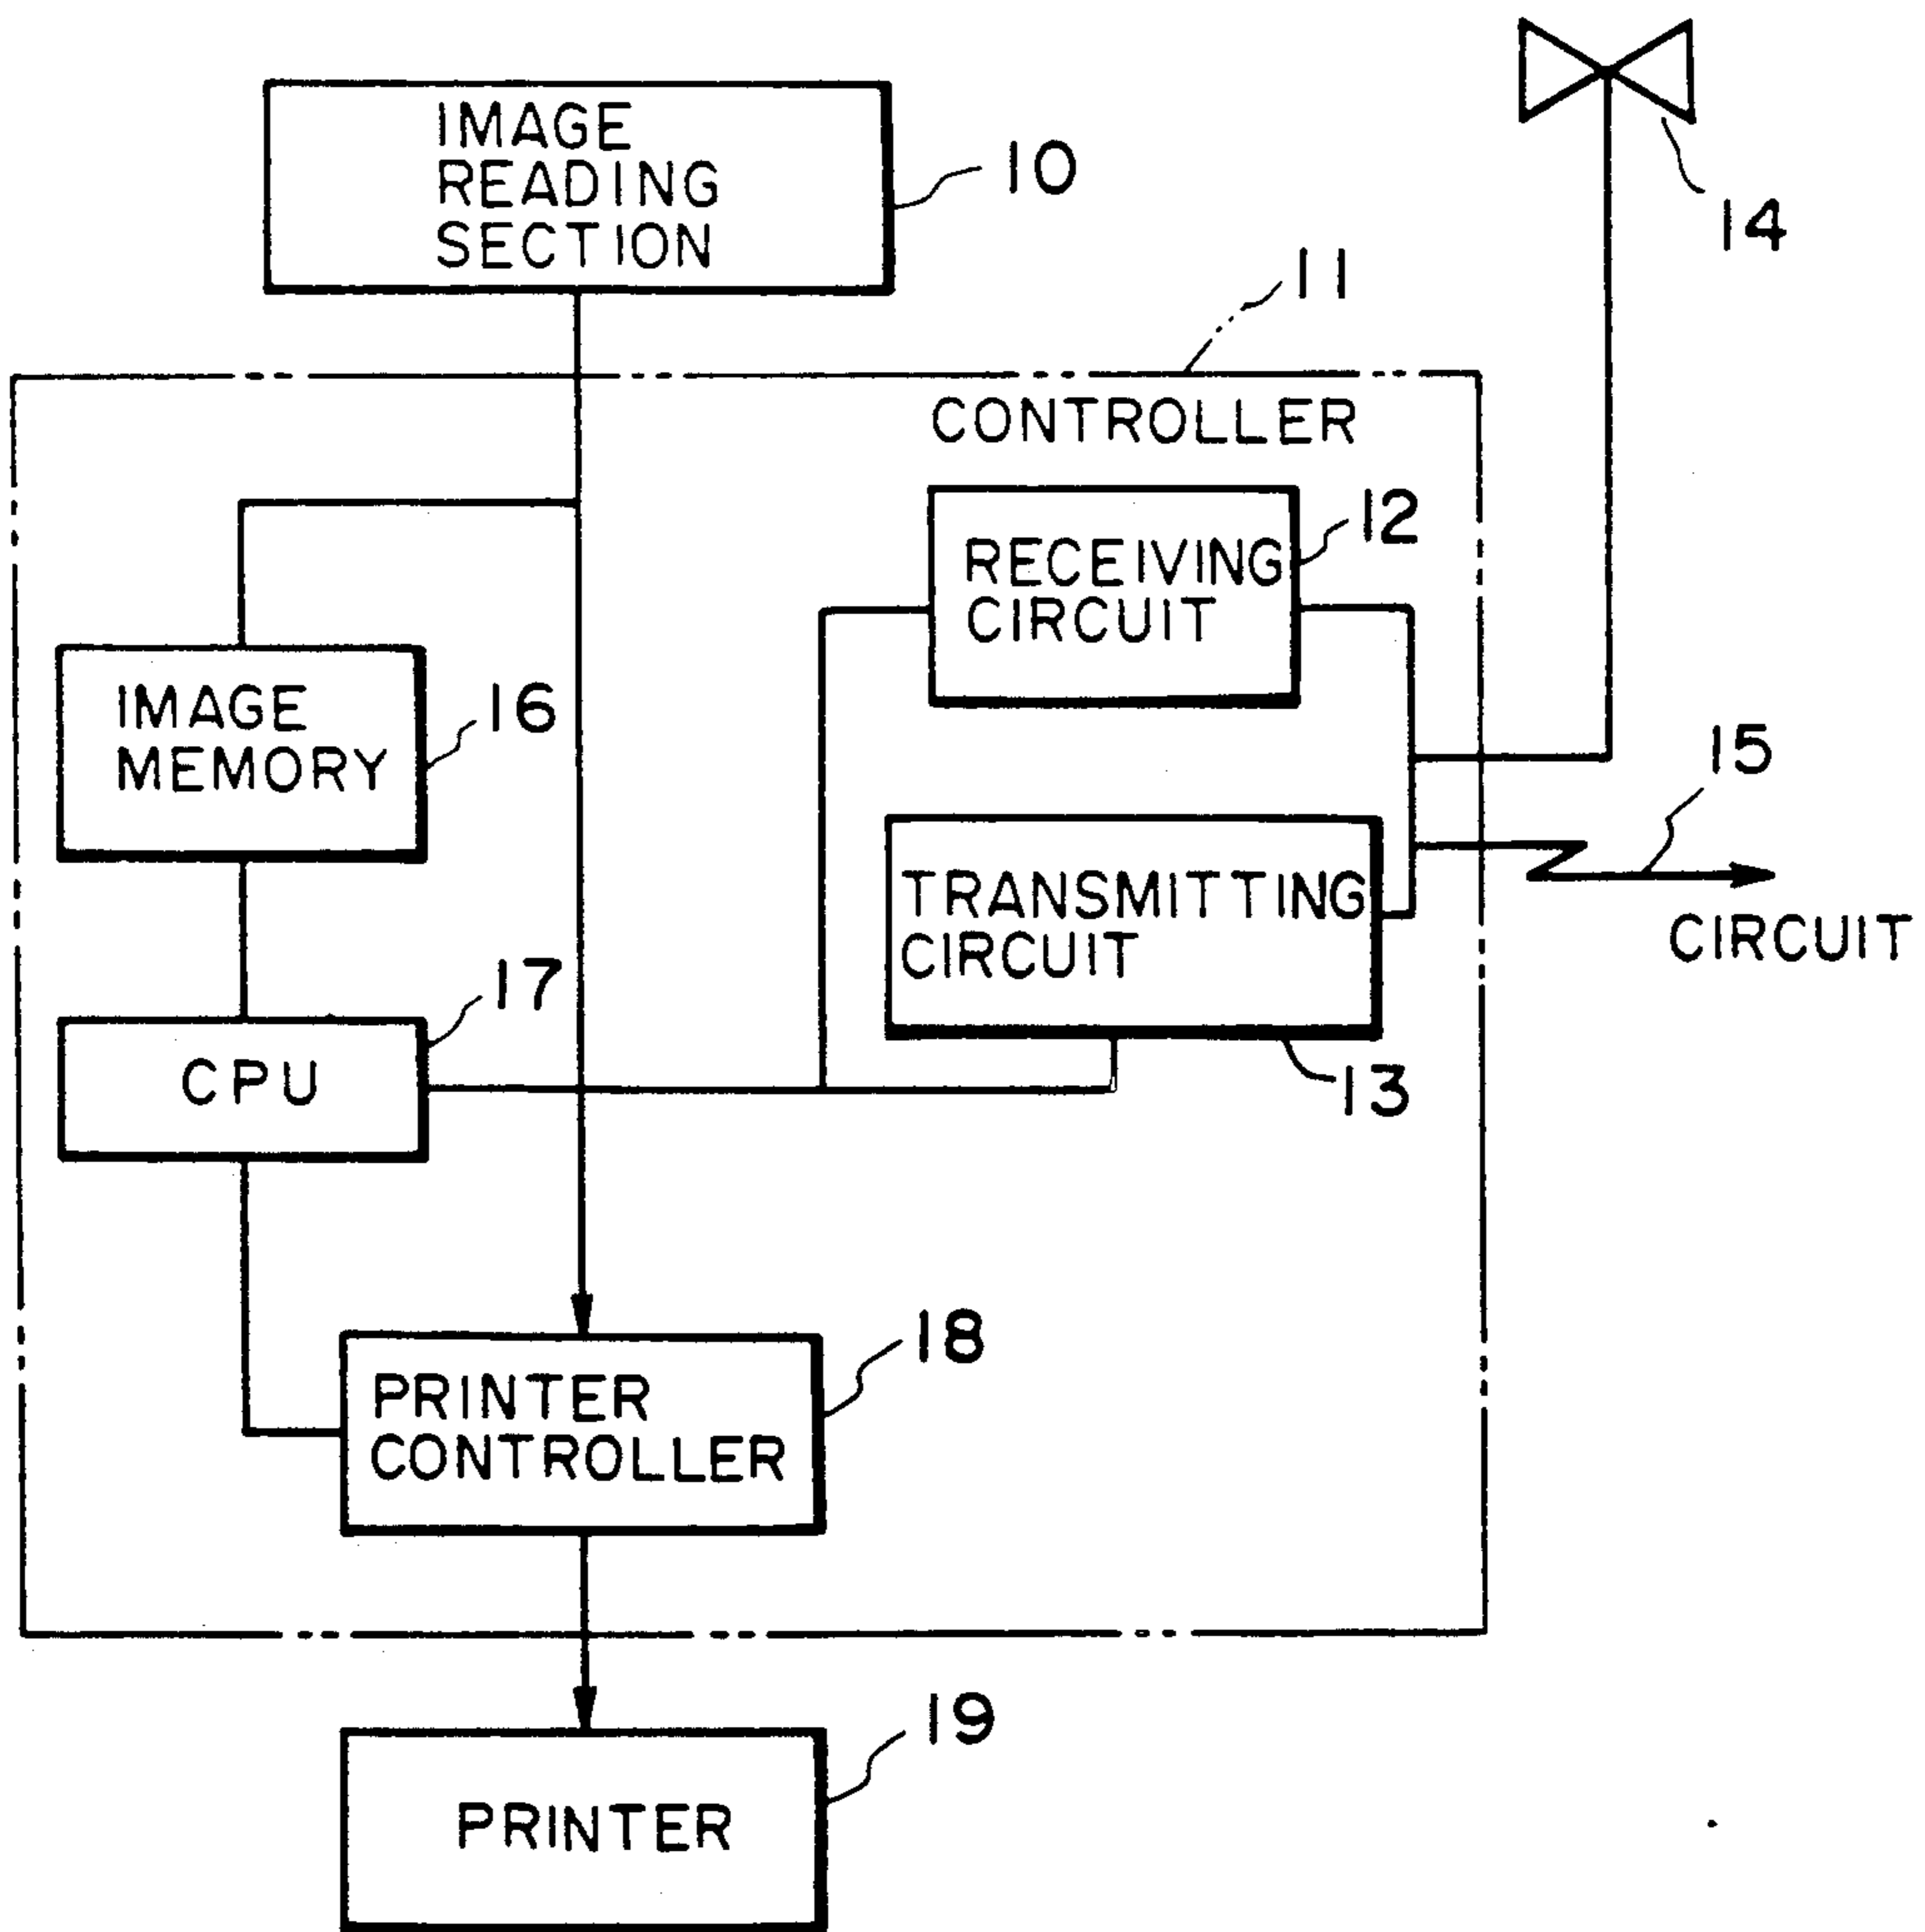 IMAGE
READING
SECTION
10
14
11
CONTROLLER
RECEIVING
CIRCUIT
12
IMAGE
MEMORY
16
15
TRANSMITTING
CIRCUIT
CIRCUIT
17
CPU
13
PRINTER
CONTROLLER
18
19
PRINTER